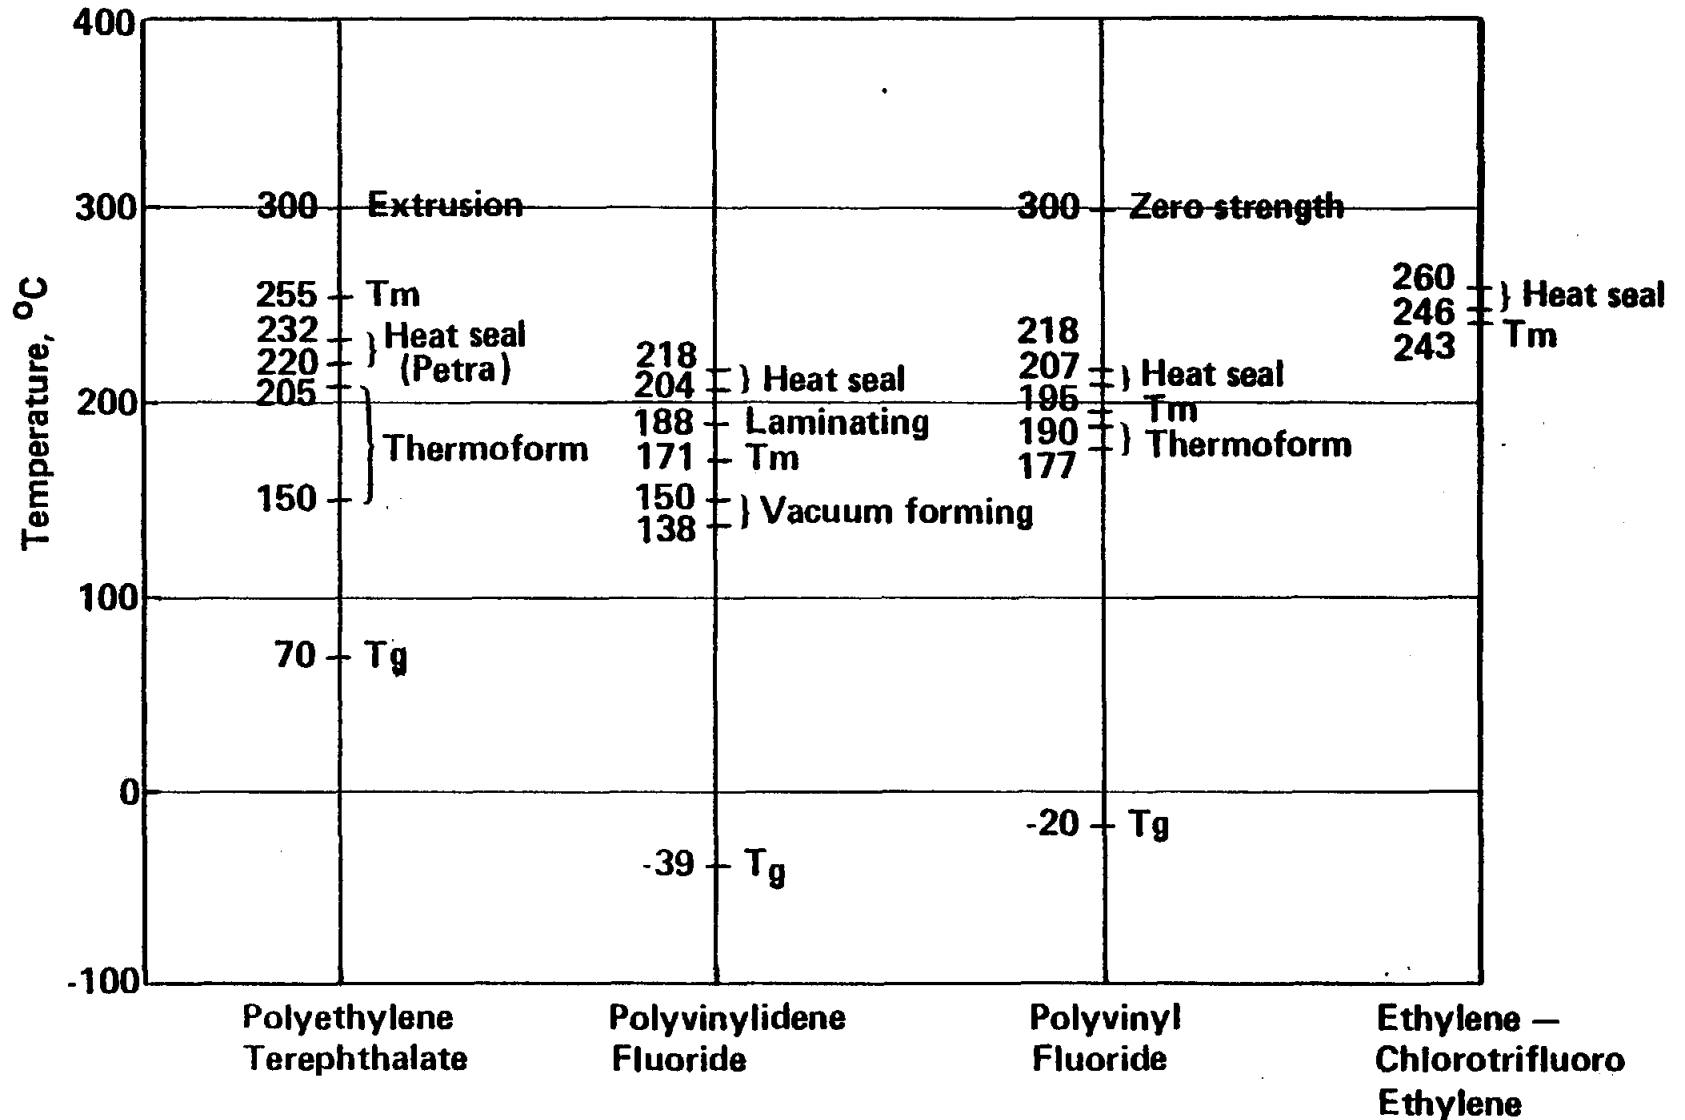 400
300
200
100
0
-100
Temperature, °C
300 Extrusion
255 Tm
232
220
} Heat seal
(Petra)
205
150
} Thermoform
70 Tg
218
204
} Heat seal
188 Laminating
171 Tm
150
138
} Vacuum forming
-39 Tg
300 Zero strength
218
207
} Heat seal
195 Tm
190
177
} Thermoform
-20 Tg
260
246
} Heat seal
243 Tm
Polyethylene
Terephthalate
Polyvinylidene
Fluoride
Polyvinyl
Fluoride
Ethylene —
Chlorotrifluoro
Ethylene